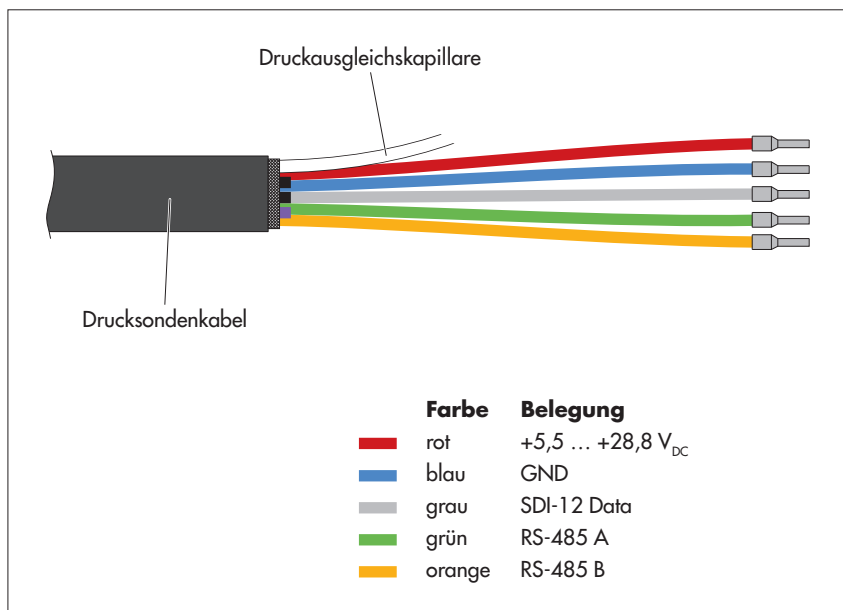 Druckausgleichskapillare
Drucksondenkabel
Farbe Belegung
rot +5,5 … +28,8 V_DC
blau GND
grau SDI-12 Data
grün RS-485 A
orange RS-485 B